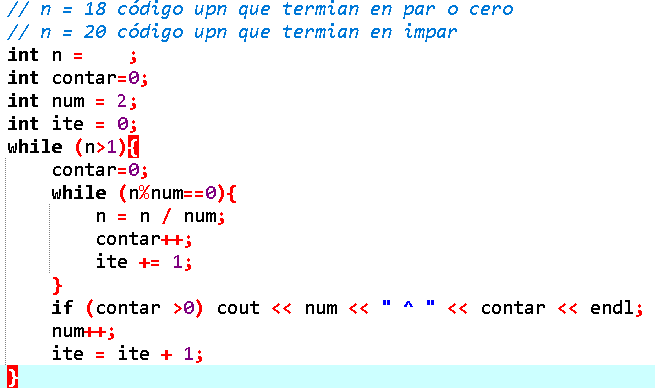 // n = 18 código upn que termian en par o cero
// n = 20 código upn que termian en impar
int n =    ;
int contar=0;
int num = 2;
int ite = 0;
while (n>1){
    contar=0;
    while (n%num==0){
        n = n / num;
        contar++;
        ite += 1;
    }
    if (contar >0) cout << num << " ^ " << contar << endl;
    num++;
    ite = ite + 1;
}